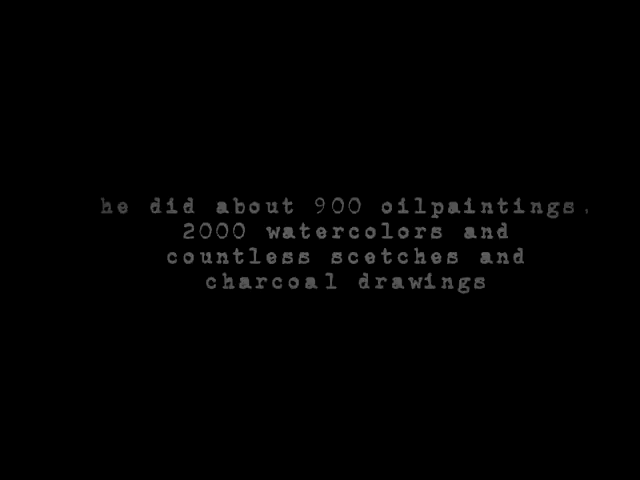 he did about 900 oilpaintings,
2000 watercolors and
countless scetches and
charcoal drawings